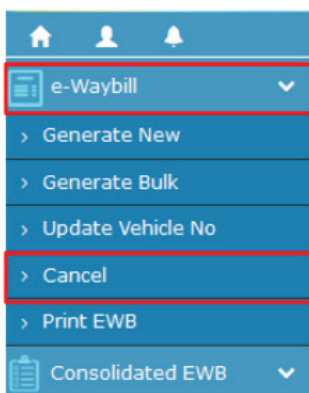 e-Waybill
> Generate New
> Generate Bulk
> Update Vehicle No
> Cancel
> Print EWB
Consolidated EWB